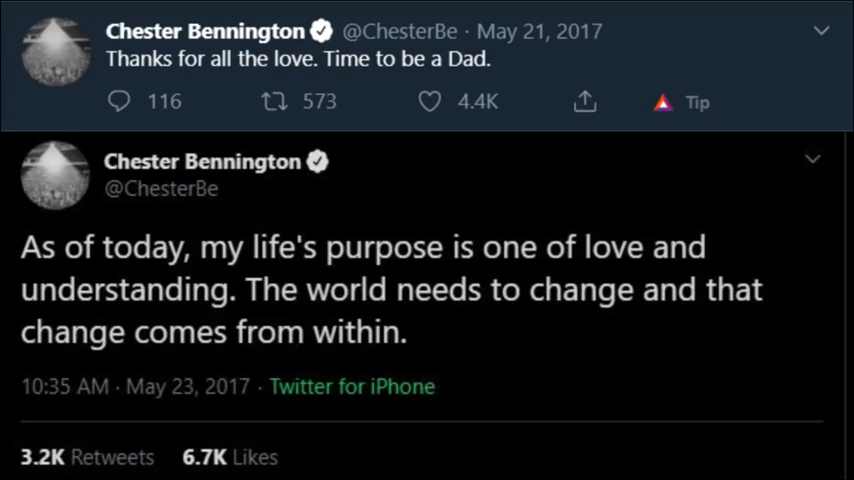 Chester Bennington @ChesterBe · May 21, 2017
Thanks for all the love. Time to be a Dad.
116 573 4.4K Tip
Chester Bennington
@ChesterBe
As of today, my life's purpose is one of love and
understanding. The world needs to change and that
change comes from within.
10:35 AM · May 23, 2017 · Twitter for iPhone
3.2K Retweets 6.7K Likes